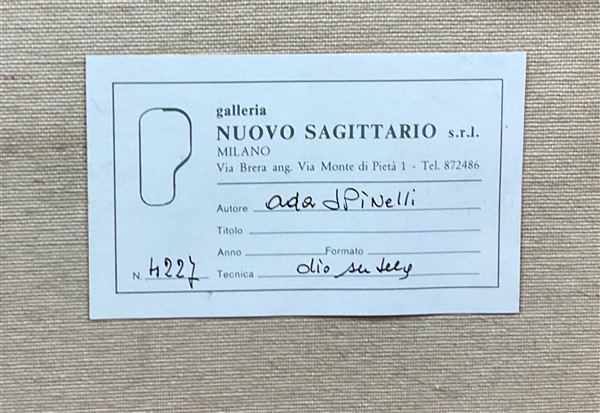 galleria
NUOVO SAGITTARIO s.r.l.
MILANO
Via Brera ang. Via Monte di Pietà 1 - Tel. 872486
Autore ada SPiNelli
Titolo
Anno Formato
N. 4227 Tecnica olio su tela